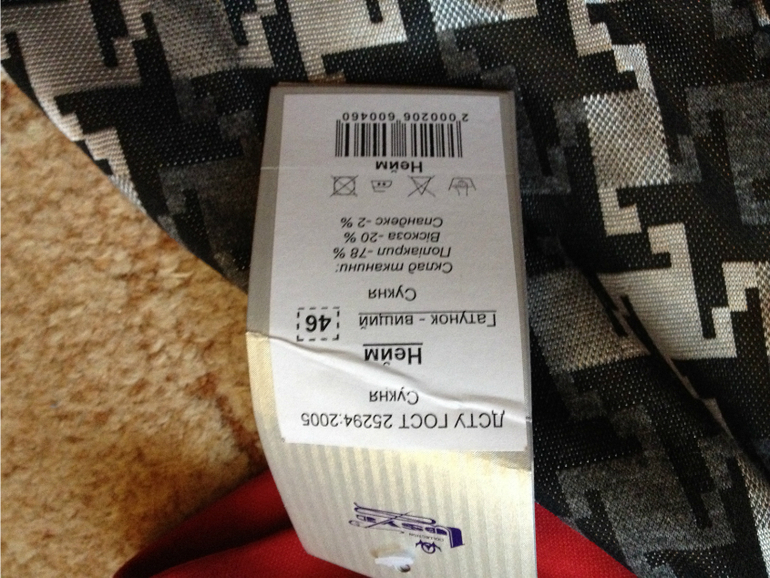 ДСТУ ГОСТ 25294:2005
Сукня
Нейм
Гатунок - вищий 46
Сукня
Склад тканини:
Поліакрил -78 %
Віскоза -20 %
Спандекс -2 %
Нейм
2 000206 600460